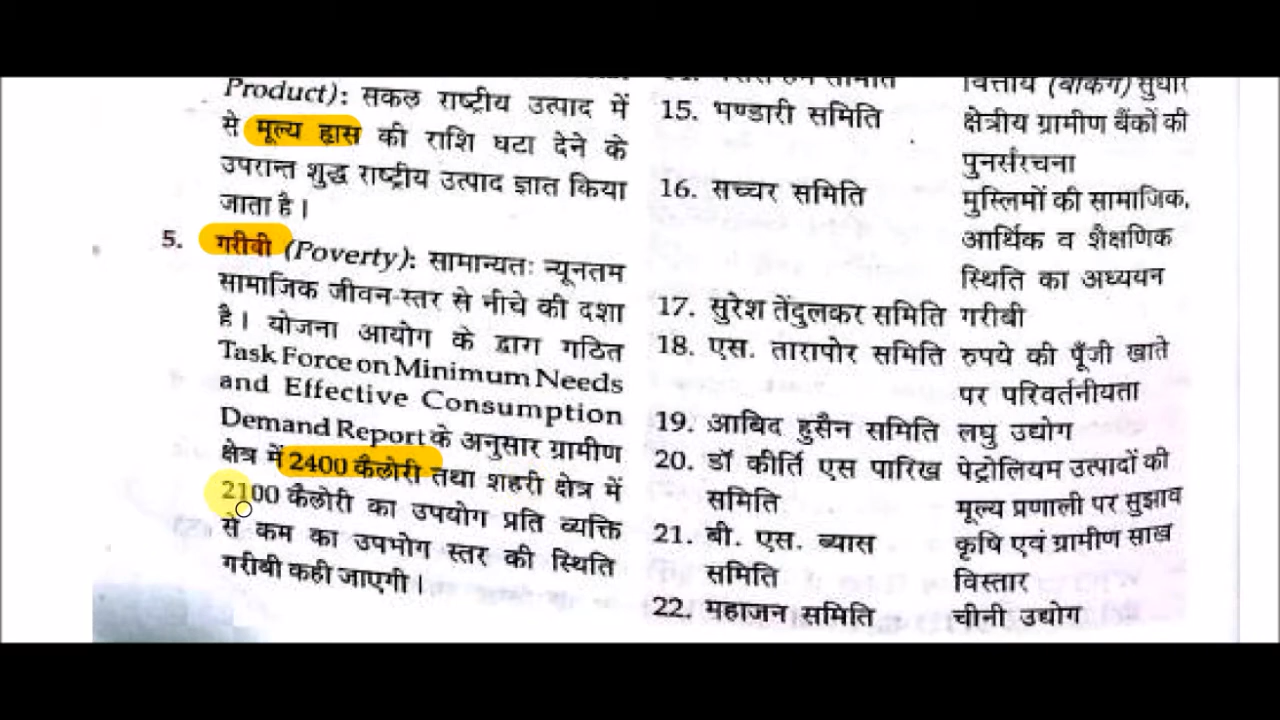 Product): सकल राष्ट्रीय उत्पाद में
से मूल्य ह्रास की राशि घटा देने के
उपरान्त शुद्ध राष्ट्रीय उत्पाद ज्ञात किया
जाता है।
5. गरीबी (Poverty): सामान्यतः न्यूनतम
सामाजिक जीवन-स्तर से नीचे की दशा
है। योजना आयोग के द्वारा गठित
Task Force on Minimum Needs
and Effective Consumption
Demand Report के अनुसार ग्रामीण
क्षेत्र में 2400 कैलोरी तथा शहरी क्षेत्र में
2100 कैलोरी का उपयोग प्रति व्यक्ति
से कम का उपभोग स्तर की स्थिति
गरीबी कही जाएगी।
वित्तीय (बैंकिंग) सुधार
15. भण्डारी समिति क्षेत्रीय ग्रामीण बैंकों की
पुनर्संरचना
16. सच्चर समिति मुस्लिमों की सामाजिक,
आर्थिक व शैक्षणिक
स्थिति का अध्ययन
17. सुरेश तेंदुलकर समिति गरीबी
18. एस. तारापोर समिति रुपये की पूँजी खाते
पर परिवर्तनीयता
19. आबिद हुसैन समिति लघु उद्योग
20. डॉ कीर्ति एस पारिख पेट्रोलियम उत्पादों की
समिति मूल्य प्रणाली पर सुझाव
21. बी. एस. ब्यास कृषि एवं ग्रामीण साख
समिति विस्तार
22. महाजन समिति चीनी उद्योग